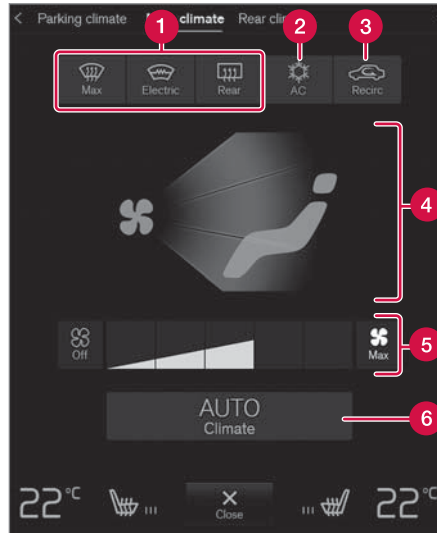 Parking climate climate Rear
1 2 3
Max Electric Rear AC Recirc
4
Off Max 5
AUTO 6
Climate
22°C Close 22°C